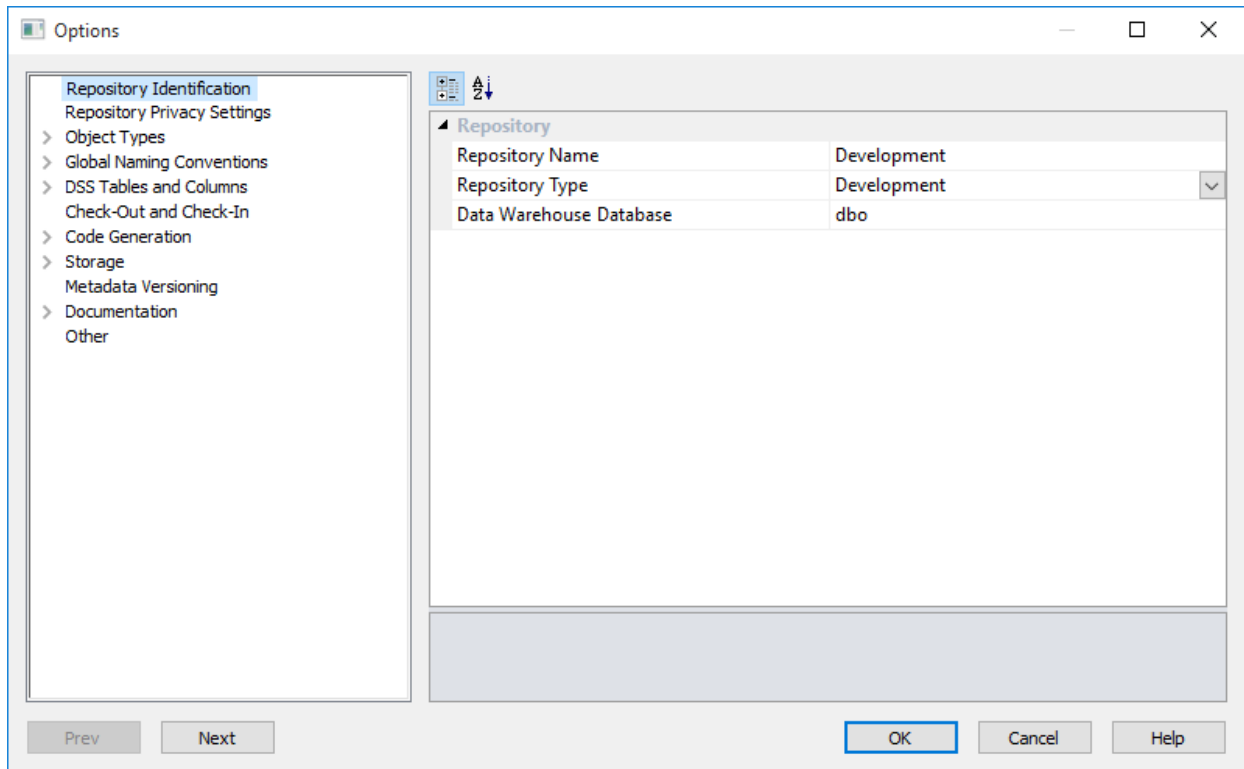 Options
Repository Identification
Repository Privacy Settings
Object Types
Global Naming Conventions
DSS Tables and Columns
Check-Out and Check-In
Code Generation
Storage
Metadata Versioning
Documentation
Other
Repository
Repository Name Development
Repository Type Development
Data Warehouse Database dbo
Prev Next OK Cancel Help